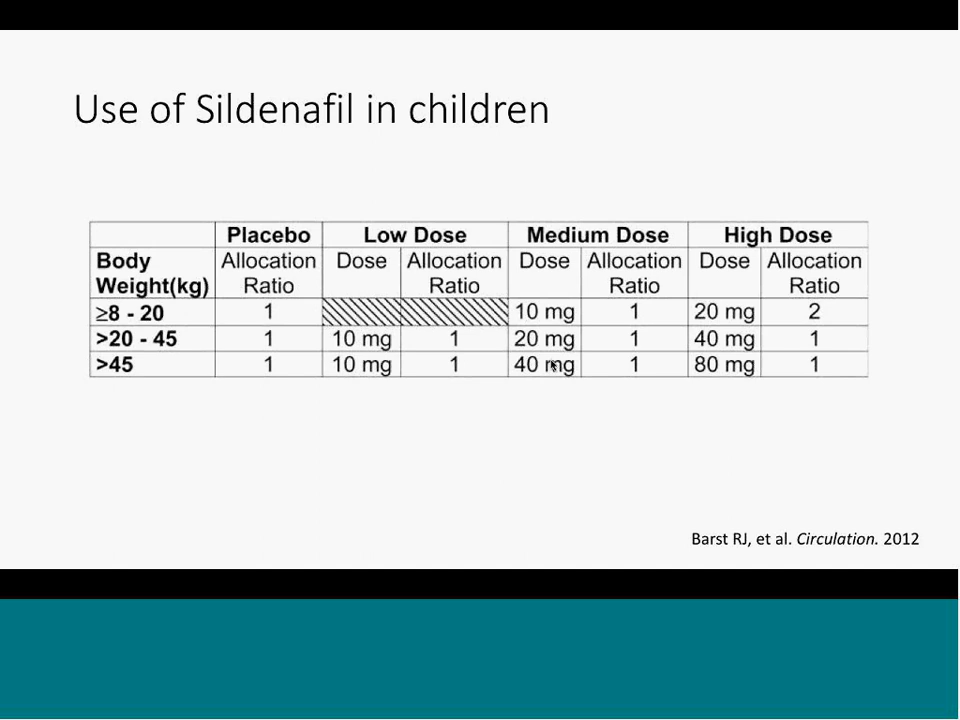 Use of Sildenafil in children
Placebo Low Dose Medium Dose High Dose
Body Weight(kg) Allocation Ratio Dose Allocation Ratio Dose Allocation Ratio Dose Allocation Ratio
≥8 - 20 1 10 mg 1 20 mg 2
>20 - 45 1 10 mg 1 20 mg 1 40 mg 1
>45 1 10 mg 1 40 mg 1 80 mg 1
Barst RJ, et al. Circulation. 2012